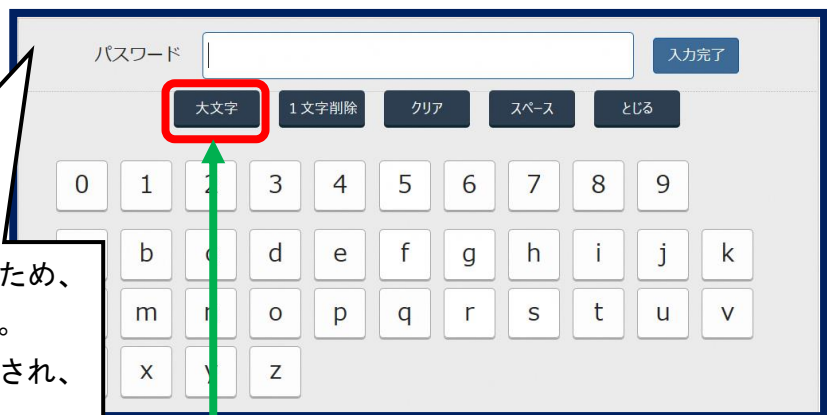 パスワード 入力完了
大文字 1文字削除 クリア スペース とじる
0 1 2 3 4 5 6 7 8 9
b c d e f g h i j k
m n o p q r s t u v
x y z
ため、
。
され、